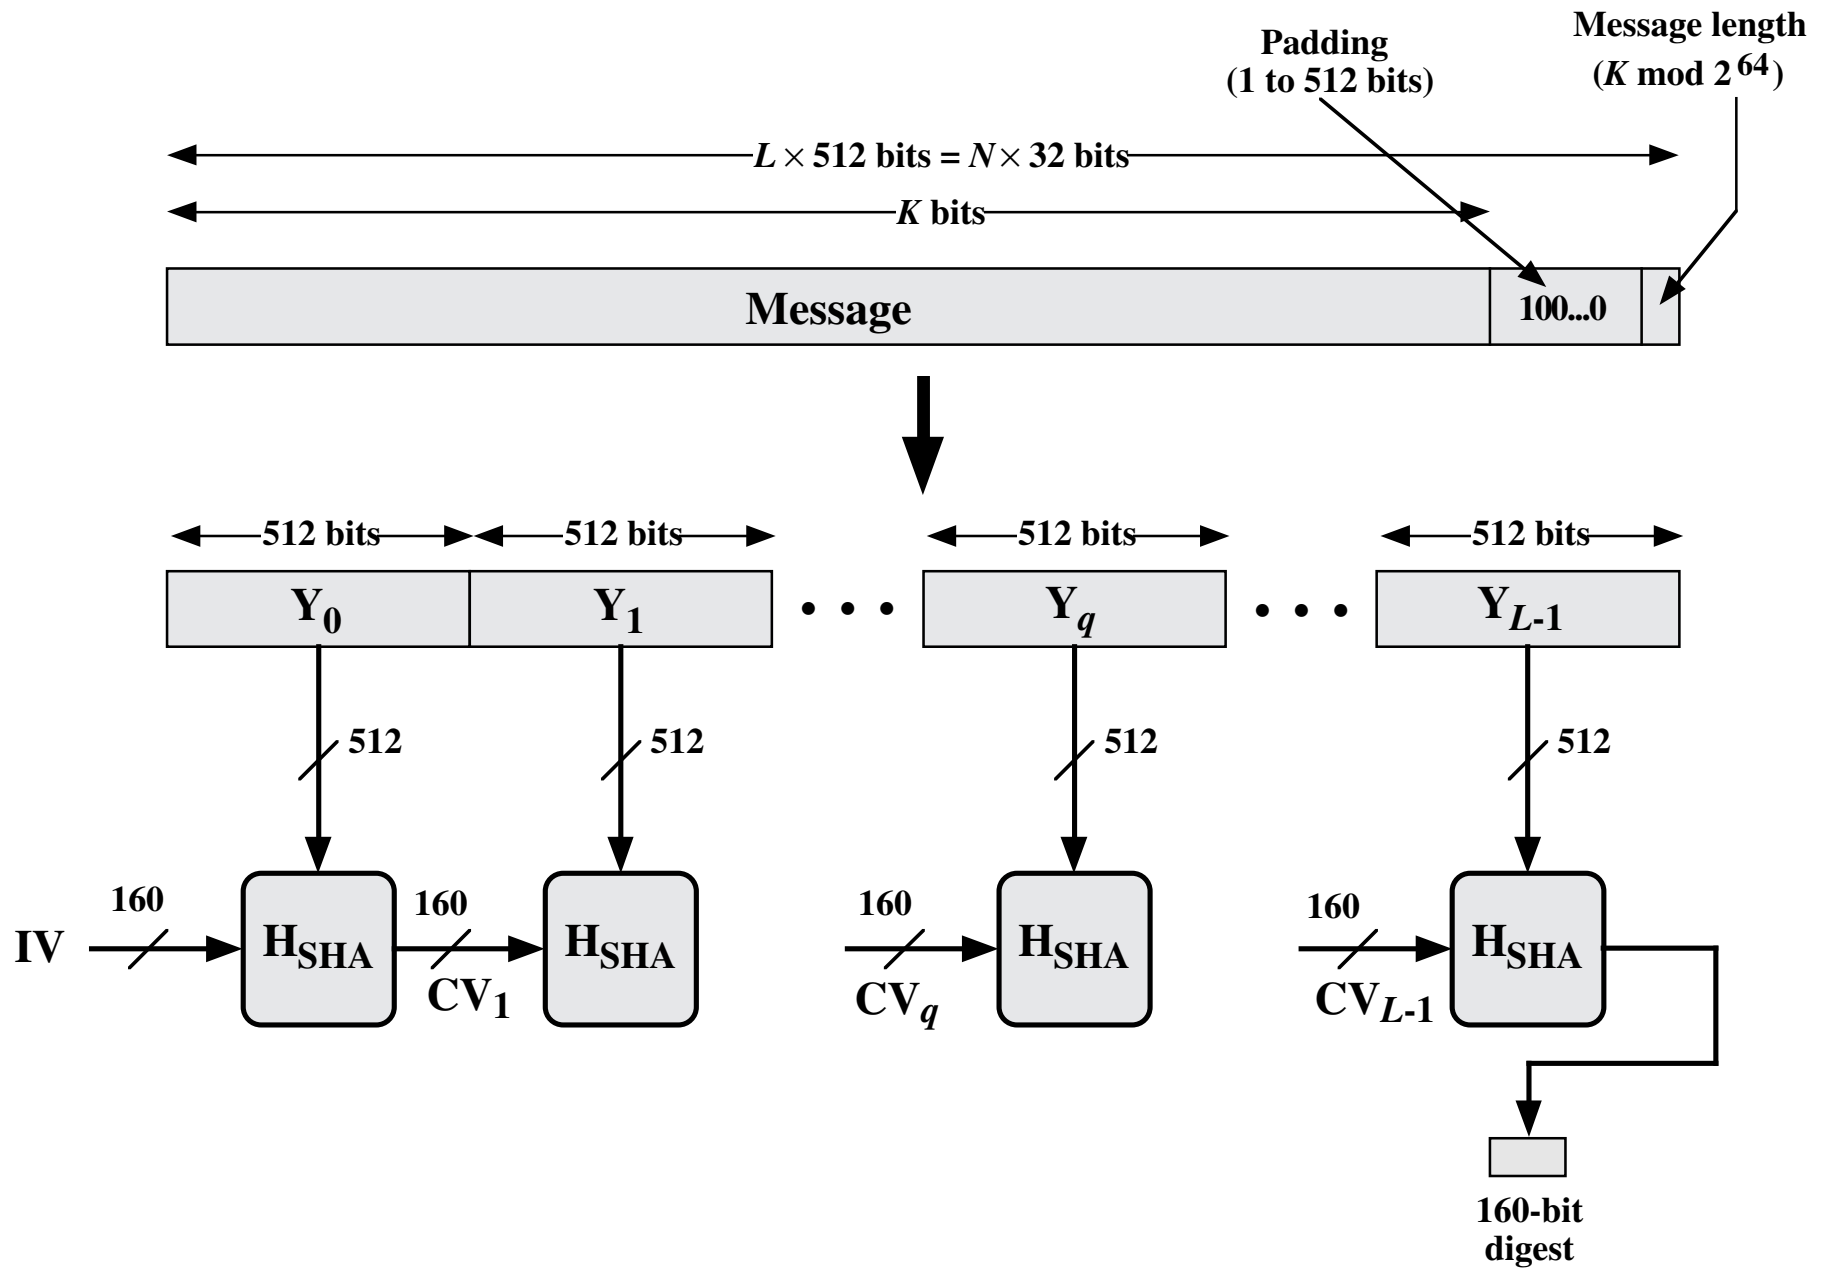 Padding
(1 to 512 bits)
Message length
(K mod 2^64)
L × 512 bits = N × 32 bits
K bits
Message
100...0
512 bits
512 bits
512 bits
512 bits
Y0
Y1
• • •
Yq
• • •
YL-1
512
512
512
512
160
160
160
160
IV
HSHA
HSHA
HSHA
HSHA
CV1
CVq
CVL-1
160-bit
digest